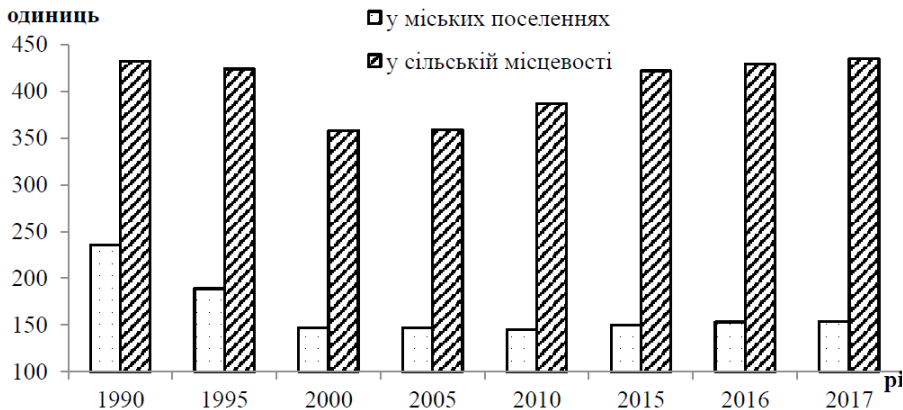 одиниць
у міських поселеннях
у сільській місцевості
450
400
350
300
250
200
150
100
рі
1990 1995 2000 2005 2010 2015 2016 2017